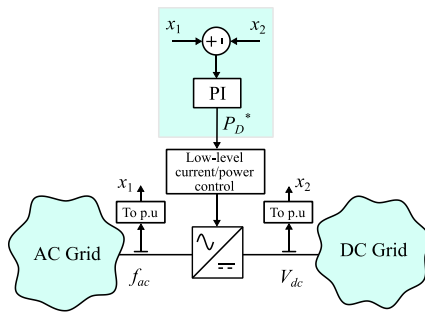 x1 + - x2
PI
PD*
Low-level
current/power
control
x1 x2
To p.u To p.u
AC Grid DC Grid
fac Vdc